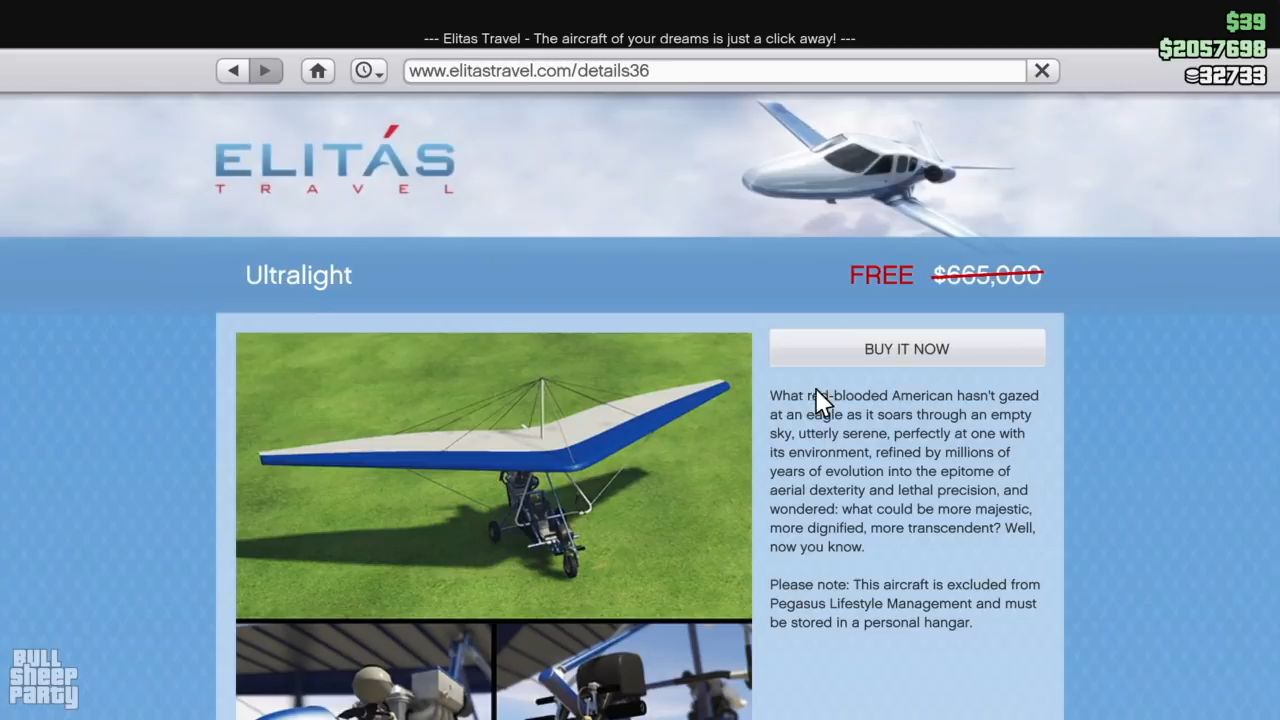 --- Elitas Travel - The aircraft of your dreams is just a click away! ---
$39
$2057698
32733
www.elitastravel.com/details36
ELITÁS
TRAVEL
Ultralight
FREE $665,000
BUY IT NOW
What red-blooded American hasn't gazed
at an eagle as it soars through an empty
sky, utterly serene, perfectly at one with
its environment, refined by millions of
years of evolution into the epitome of
aerial dexterity and lethal precision, and
wondered: what could be more majestic,
more dignified, more transcendent? Well,
now you know.
Please note: This aircraft is excluded from
Pegasus Lifestyle Management and must
be stored in a personal hangar.
BULL
SHEEP
PARTY